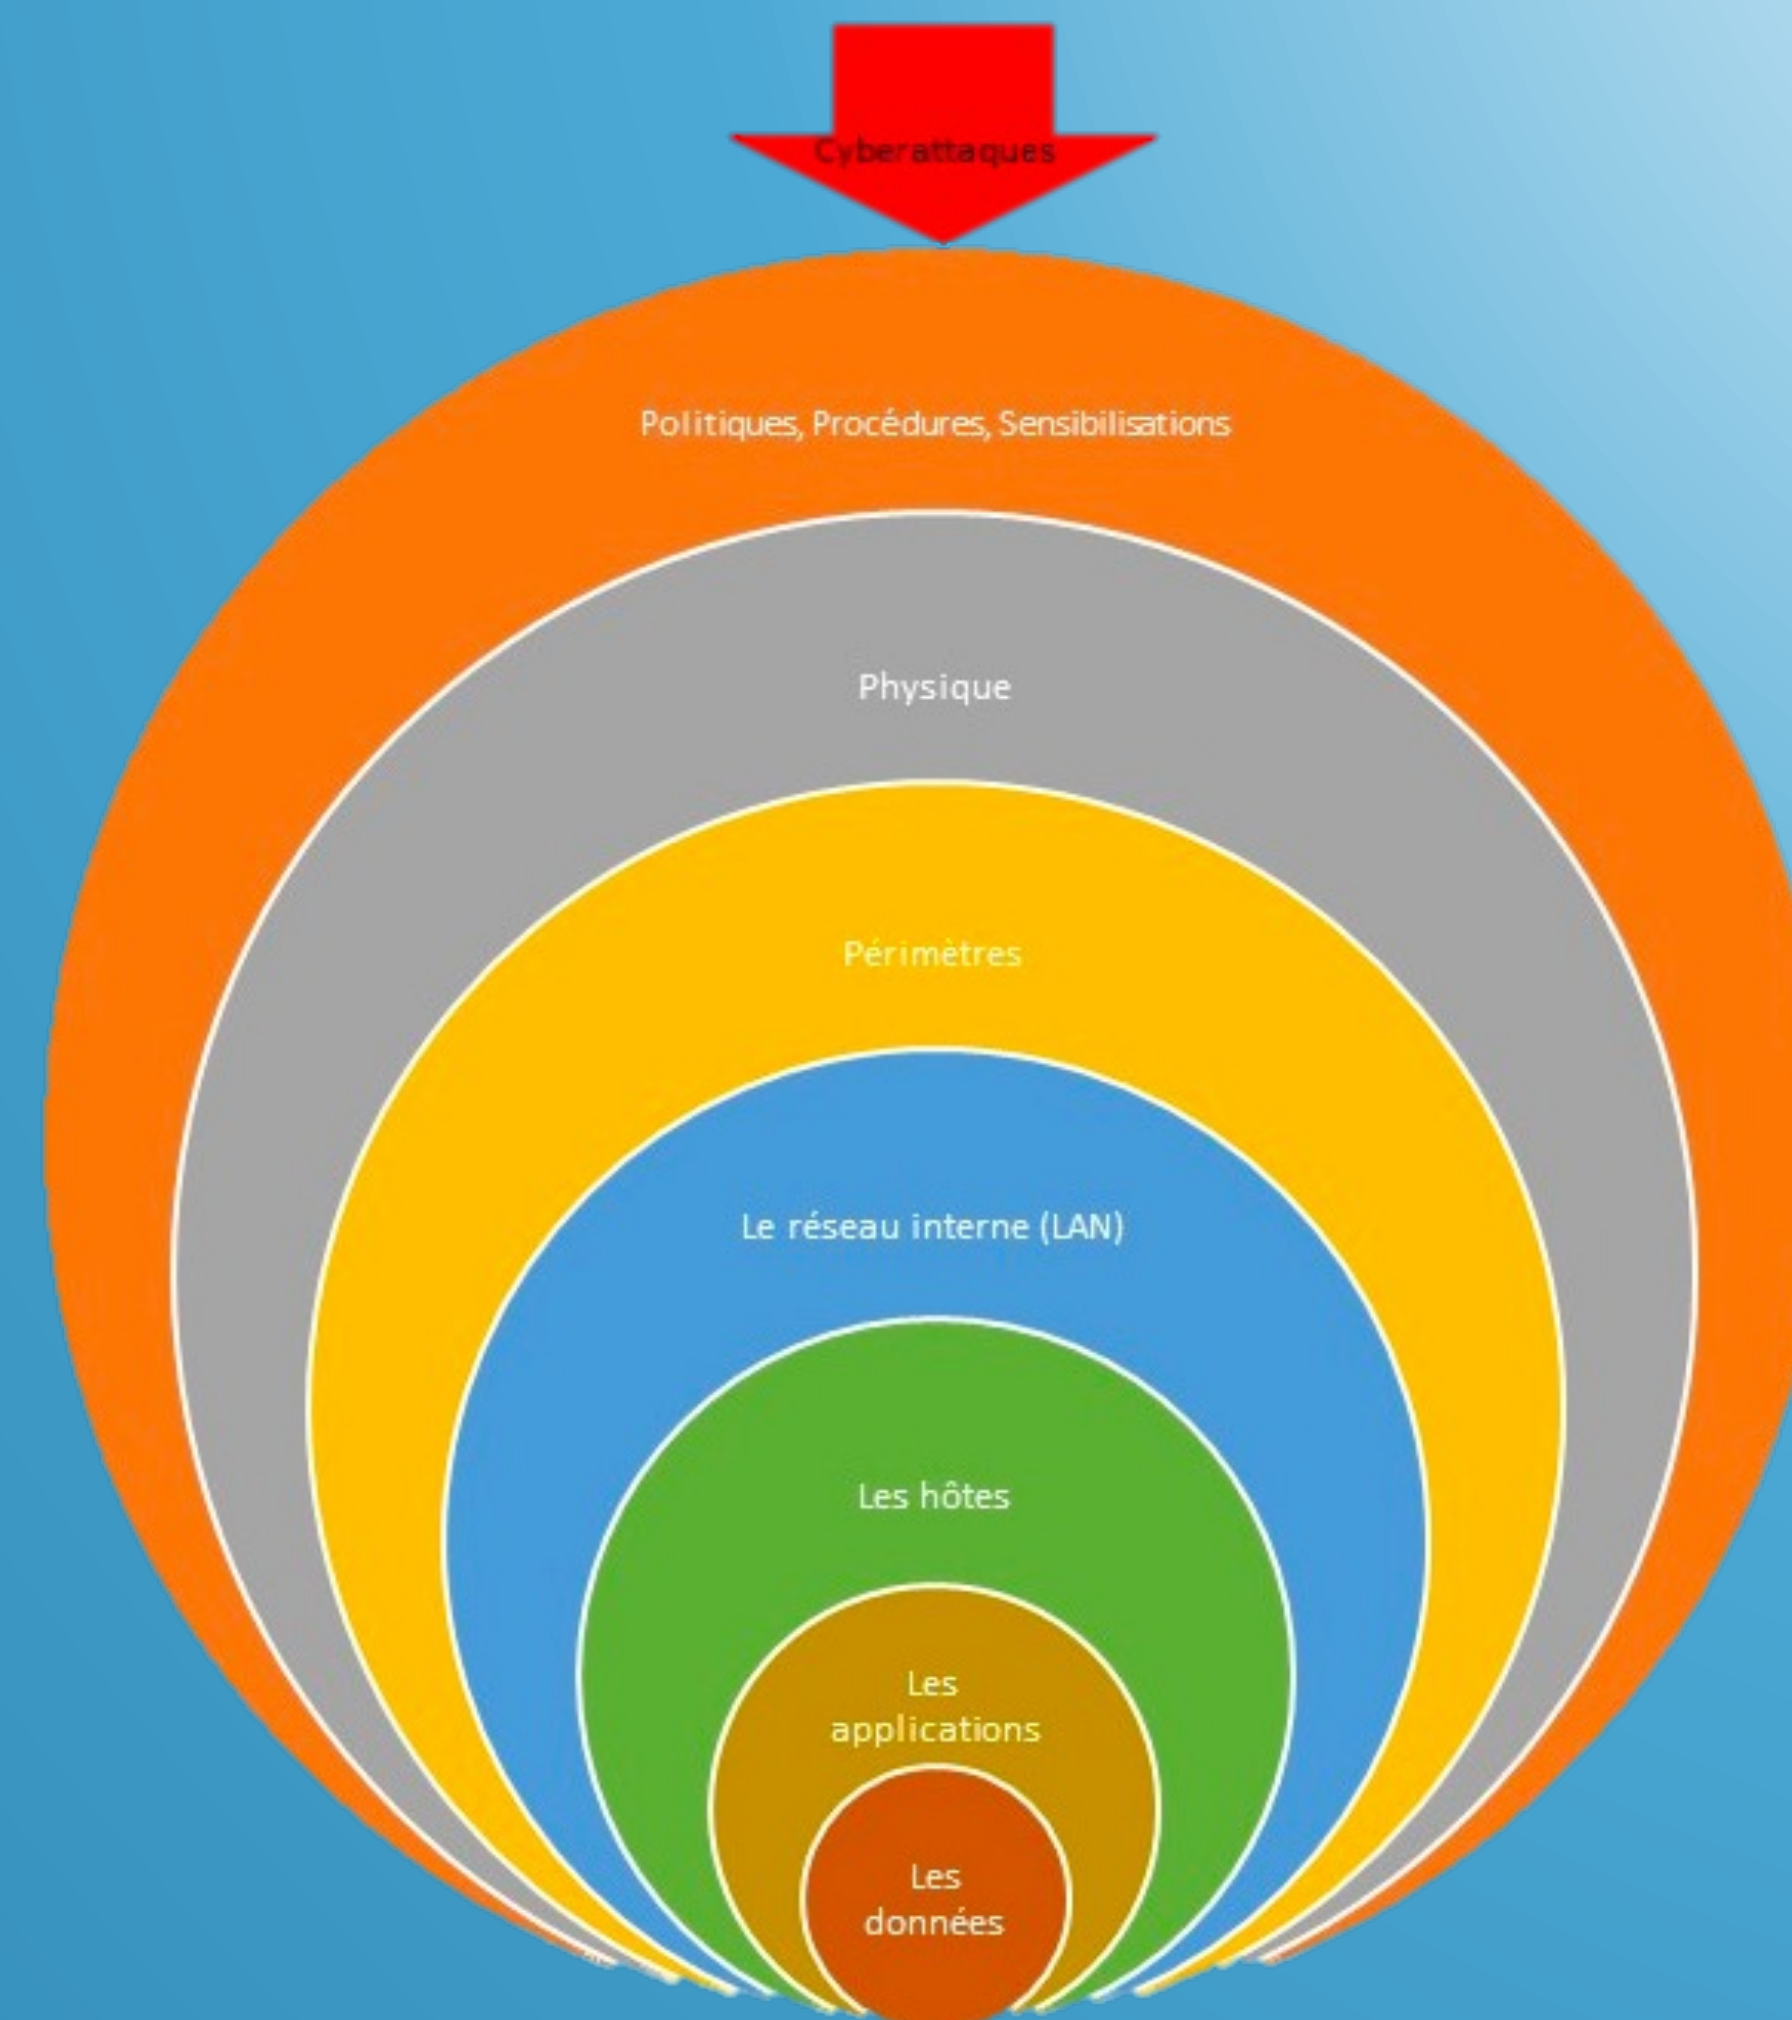 Cyberattaques
Politiques, Procédures, Sensibilisations
Physique
Périmètres
Le réseau interne (LAN)
Les hôtes
Les
applications
Les
données